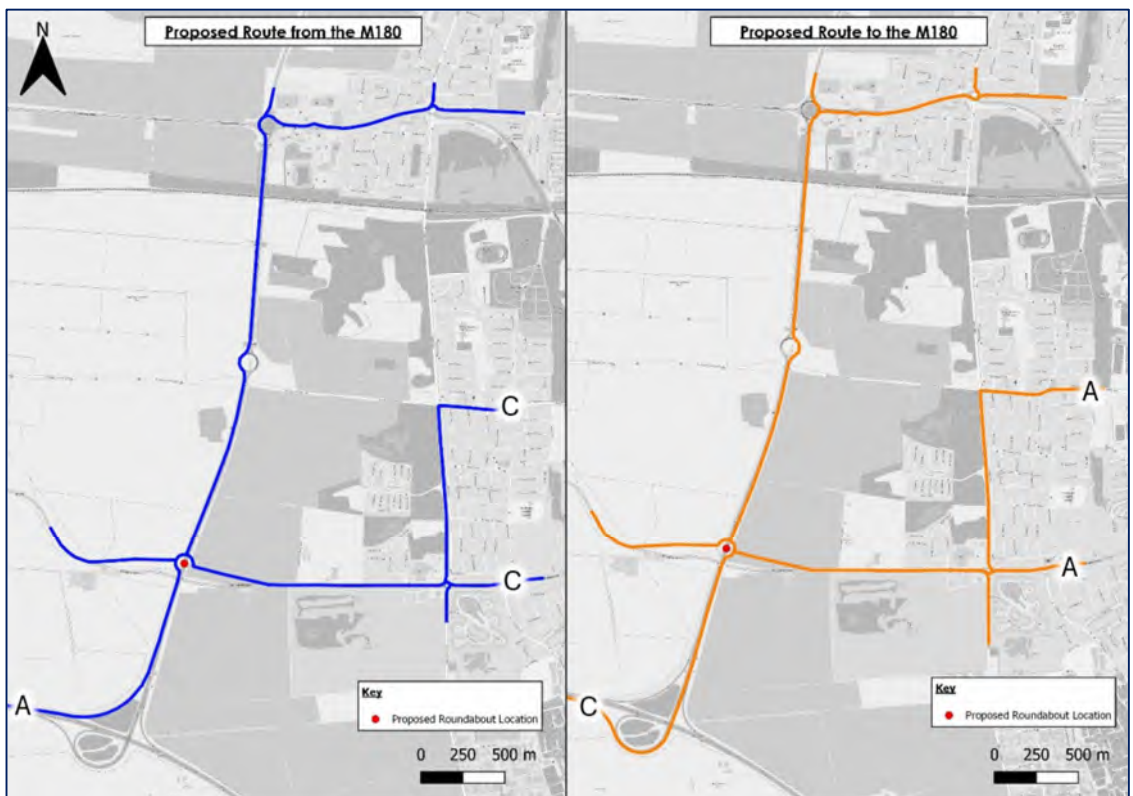 N
Proposed Route from the M180
C
C
A
Key
Proposed Roundabout Location
0 250 500 m
Proposed Route to the M180
A
A
C
Key
Proposed Roundabout Location
0 250 500 m